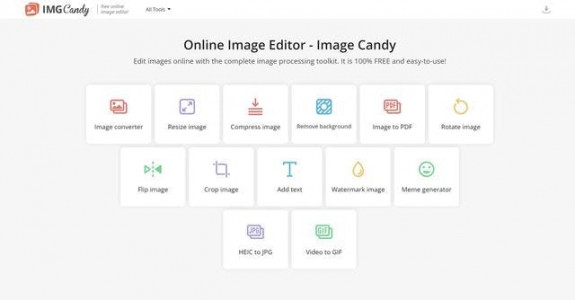 IMG Candy
free online
image editor
All Tools
Online Image Editor - Image Candy
Edit images online with the complete image processing toolkit. It is 100% FREE and easy-to-use!
Image converter
Resize image
Compress image
Remove background
PDF
Image to PDF
Rotate image
Flip image
Crop image
T
Add text
Watermark image
Meme generator
JPG
HEIC to JPG
GIF
Video to GIF